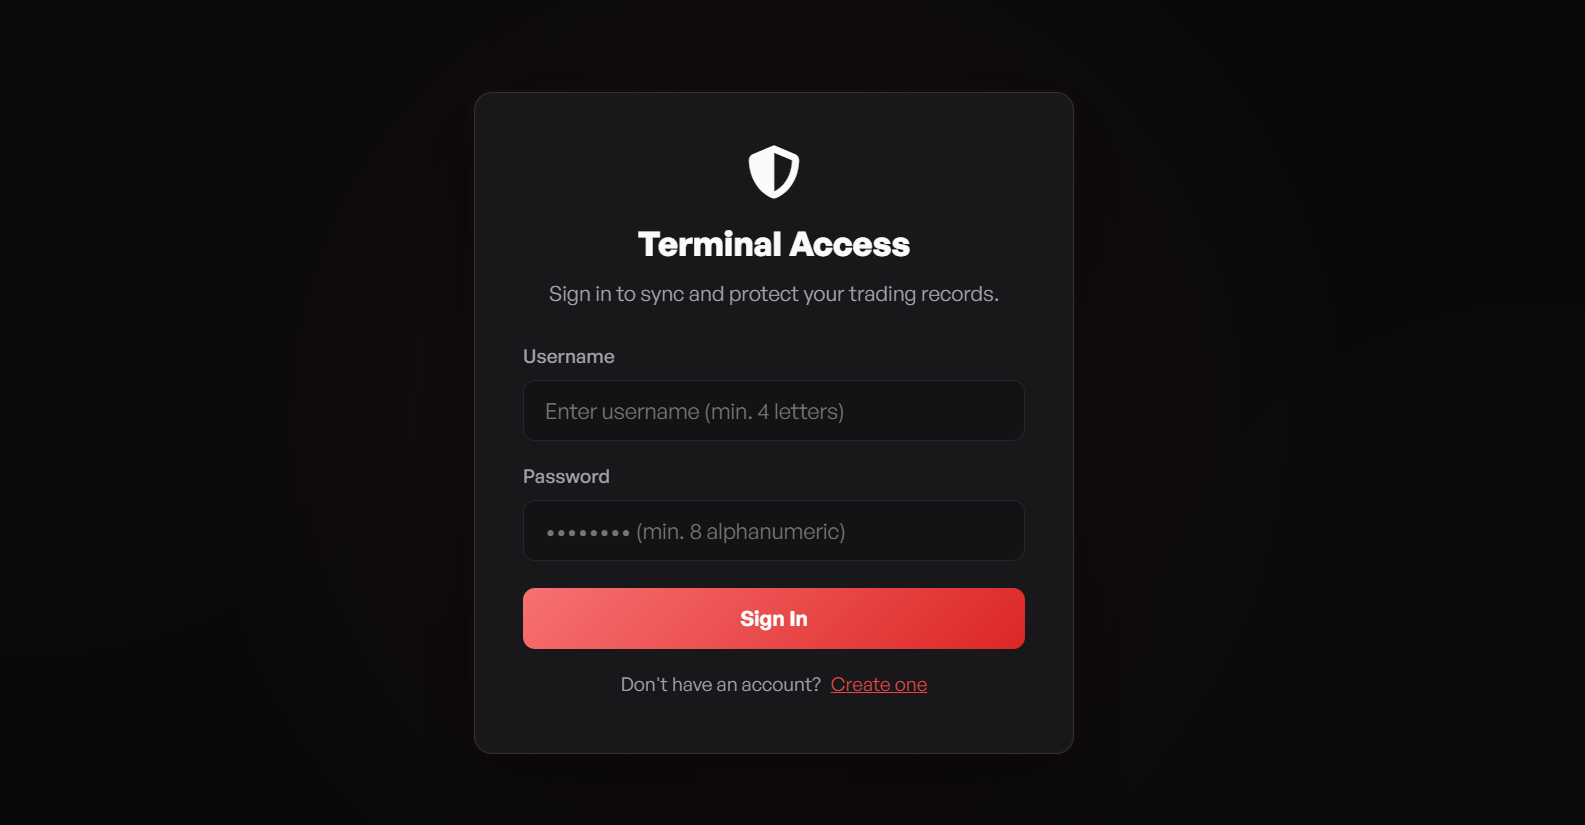 Terminal Access
Sign in to sync and protect your trading records.
Username
Enter username (min. 4 letters)
Password
•••••••• (min. 8 alphanumeric)
Sign In
Don't have an account? Create one